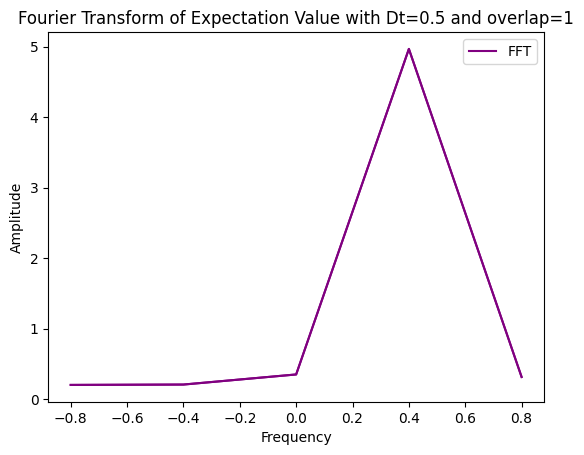 Fourier Transform of Expectation Value with Dt=0.5 and overlap=1
FFT
5
4
3
2
1
0
Amplitude
−0.8 −0.6 −0.4 −0.2 0.0 0.2 0.4 0.6 0.8
Frequency